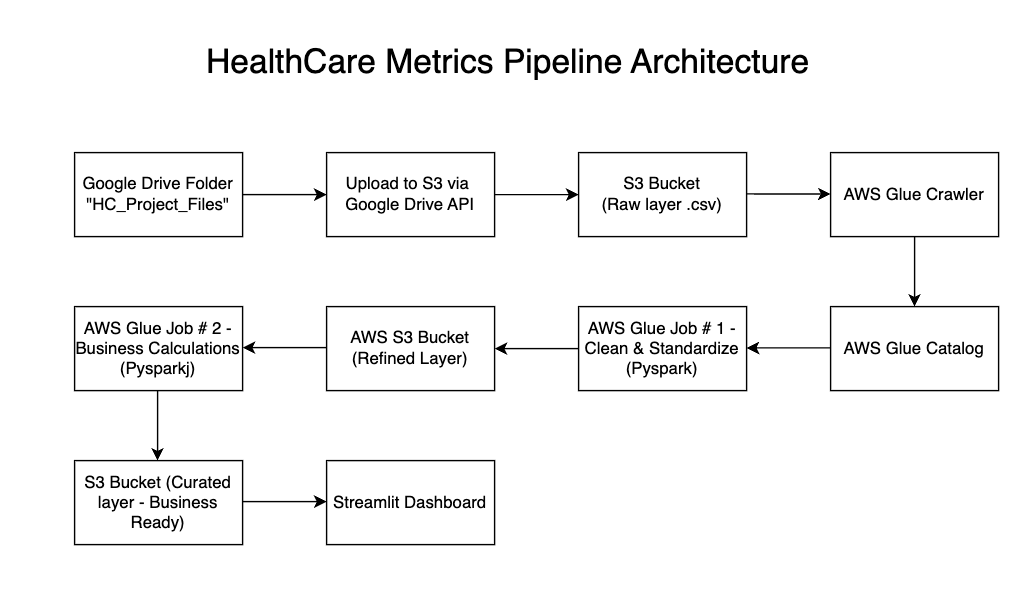 HealthCare Metrics Pipeline Architecture
Google Drive Folder
"HC_Project_Files"
Upload to S3 via
Google Drive API
S3 Bucket
(Raw layer .csv)
AWS Glue Crawler
AWS Glue Job # 2 -
Business Calculations
(Pysparkj)
AWS S3 Bucket
(Refined Layer)
AWS Glue Job # 1 -
Clean & Standardize
(Pyspark)
AWS Glue Catalog
S3 Bucket (Curated
layer - Business
Ready)
Streamlit Dashboard